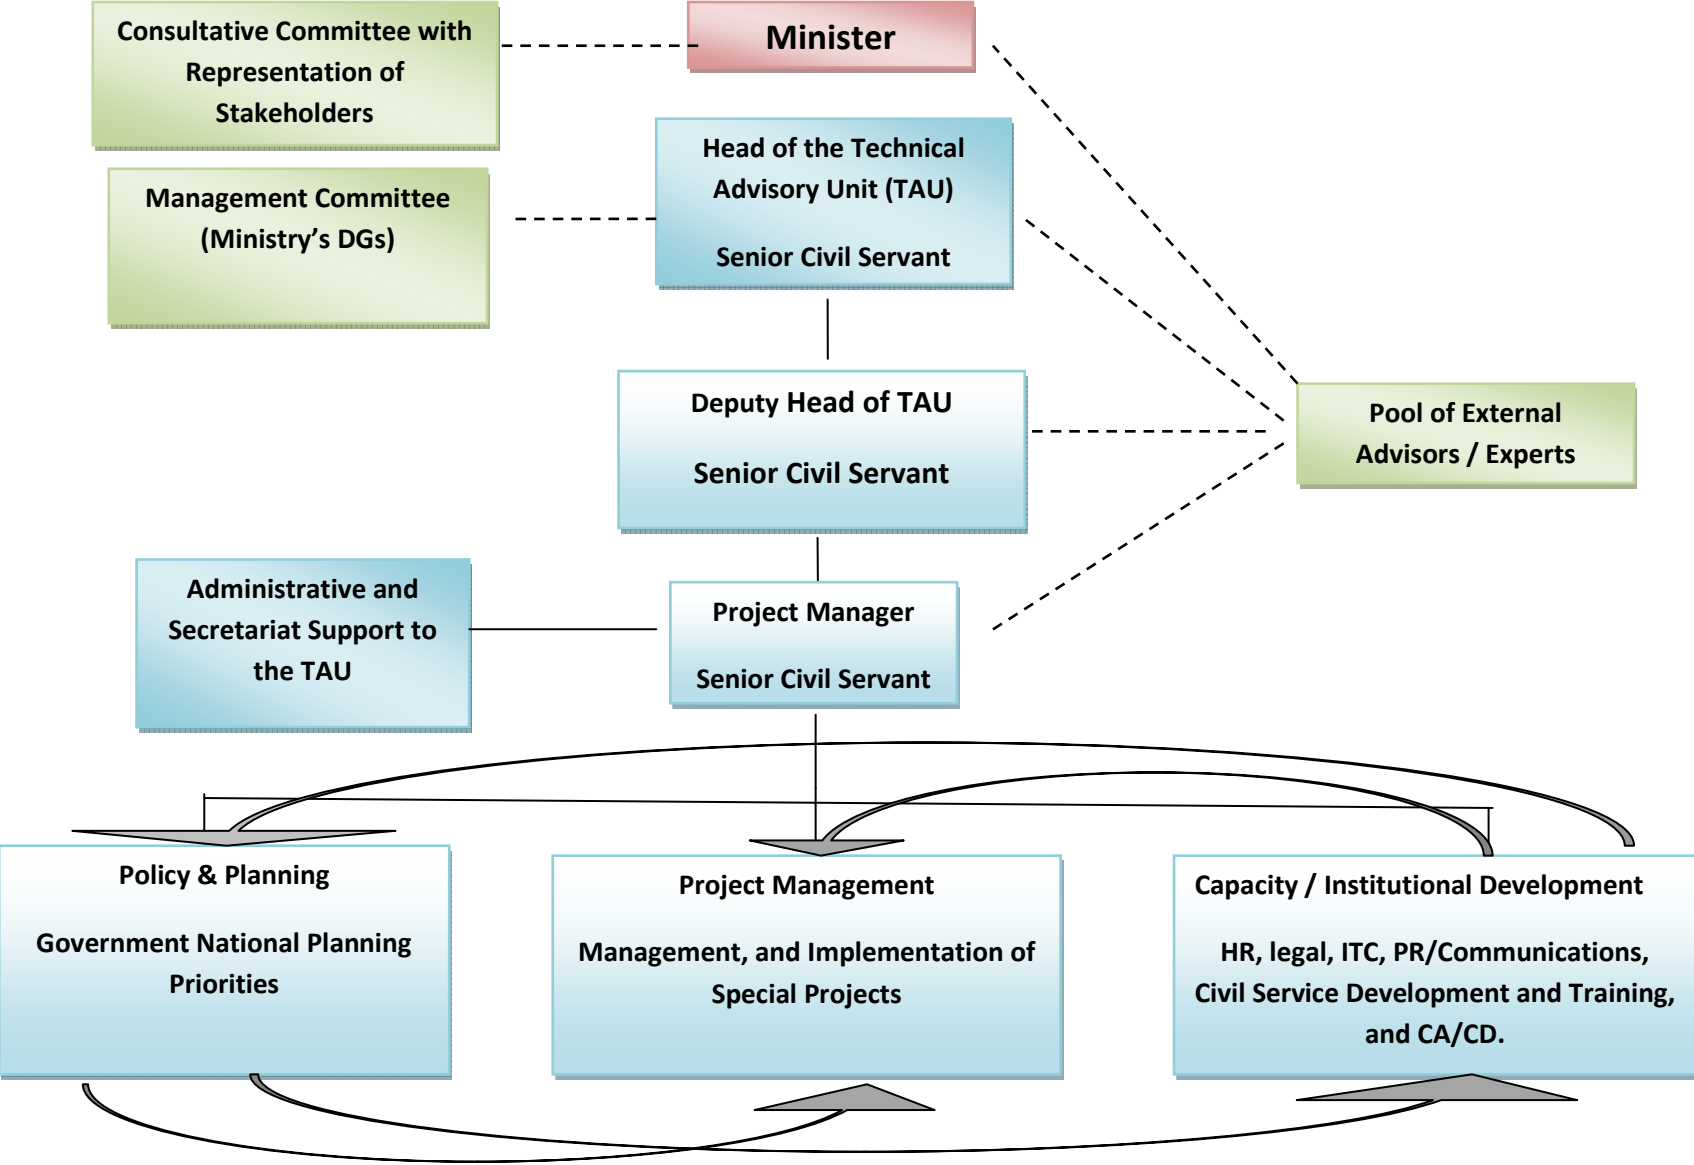 Consultative Committee with
Representation of
Stakeholders
Minister
Head of the Technical
Advisory Unit (TAU)
Senior Civil Servant
Management Committee
(Ministry’s DGs)
Deputy Head of TAU
Senior Civil Servant
Pool of External
Advisors / Experts
Administrative and
Secretariat Support to
the TAU
Project Manager
Senior Civil Servant
Policy & Planning
Government National Planning
Priorities
Project Management
Management, and Implementation of
Special Projects
Capacity / Institutional Development
HR, legal, ITC, PR/Communications,
Civil Service Development and Training,
and CA/CD.